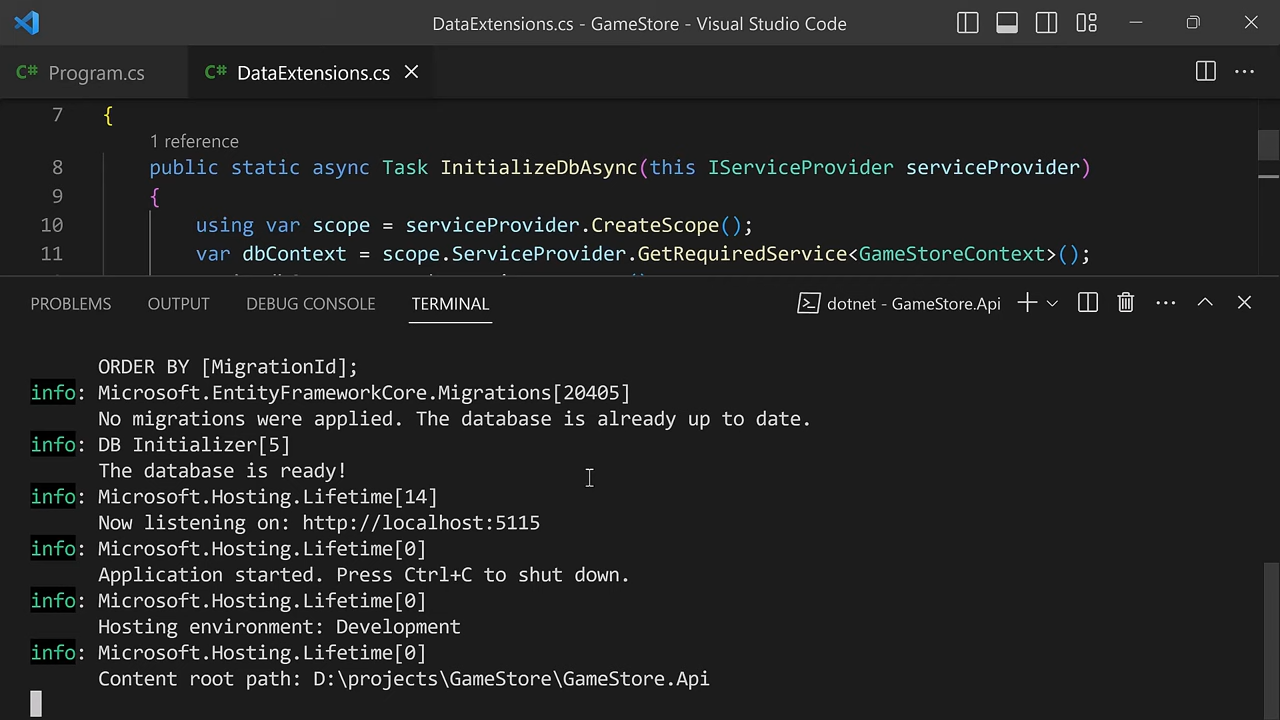 DataExtensions.cs - GameStore - Visual Studio Code
C# Program.cs
C# DataExtensions.cs
7 {
1 reference
8 public static async Task InitializeDbAsync(this IServiceProvider serviceProvider)
9 {
10 using var scope = serviceProvider.CreateScope();
11 var dbContext = scope.ServiceProvider.GetRequiredService<GameStoreContext>();
PROBLEMS OUTPUT DEBUG CONSOLE TERMINAL dotnet - GameStore.Api
ORDER BY [MigrationId];
info: Microsoft.EntityFrameworkCore.Migrations[20405]
No migrations were applied. The database is already up to date.
info: DB Initializer[5]
The database is ready!
info: Microsoft.Hosting.Lifetime[14]
Now listening on: http://localhost:5115
info: Microsoft.Hosting.Lifetime[0]
Application started. Press Ctrl+C to shut down.
info: Microsoft.Hosting.Lifetime[0]
Hosting environment: Development
info: Microsoft.Hosting.Lifetime[0]
Content root path: D:\projects\GameStore\GameStore.Api